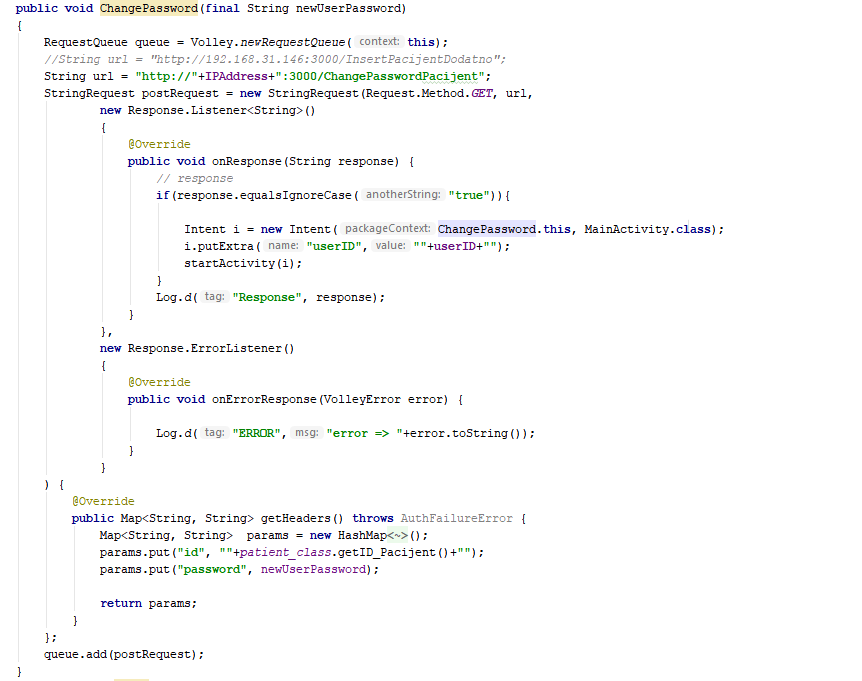 public void ChangePassword(final String newUserPassword)
{
RequestQueue queue = Volley.newRequestQueue( context: this);
//String url = "http://192.168.31.146:3000/InsertPacijentDodatno";
String url = "http://"+IPAddress+":3000/ChangePasswordPacijent";
StringRequest postRequest = new StringRequest(Request.Method.GET, url,
new Response.Listener<String>()
{
@Override
public void onResponse(String response) {
// response
if(response.equalsIgnoreCase( anotherString: "true")){
Intent i = new Intent( packageContext: ChangePassword.this, MainActivity.class);
i.putExtra( name: "userID", value: ""+userID+"");
startActivity(i);
}
Log.d( tag: "Response", response);
}
},
new Response.ErrorListener()
{
@Override
public void onErrorResponse(VolleyError error) {
Log.d( tag: "ERROR", msg: "error => "+error.toString());
}
}
) {
@Override
public Map<String, String> getHeaders() throws AuthFailureError {
Map<String, String>  params = new HashMap<~>();
params.put("id", ""+patient_class.getID_Pacijent()+"");
params.put("password", newUserPassword);
return params;
}
};
queue.add(postRequest);
}